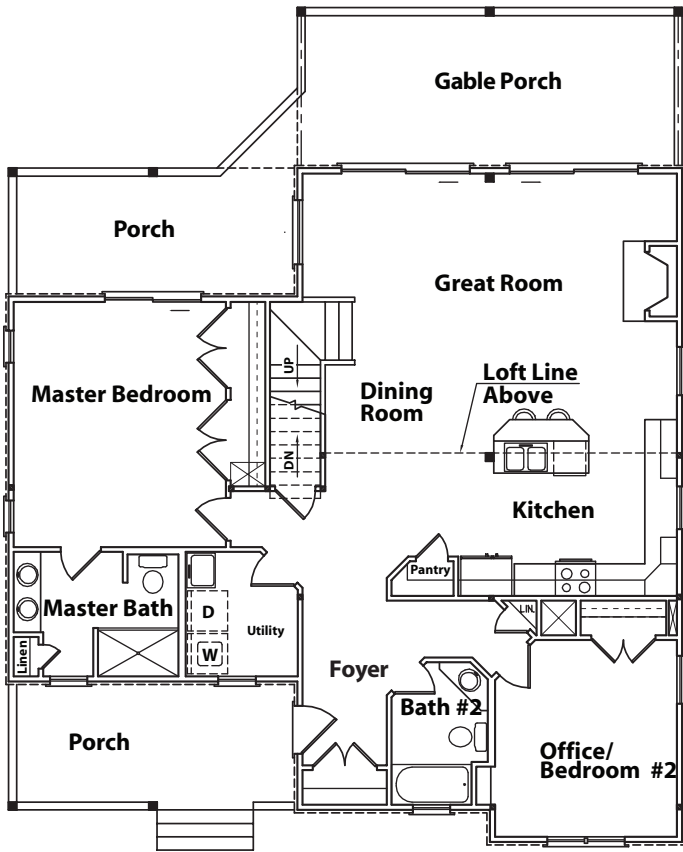 Gable Porch
Porch
Great Room
Master Bedroom
UP
Dining
Room
Loft Line
Above
DN
Kitchen
Pantry
Master Bath
D
Utility
W
LIN.
Linen
Foyer
Bath #2
Porch
Office/
Bedroom #2